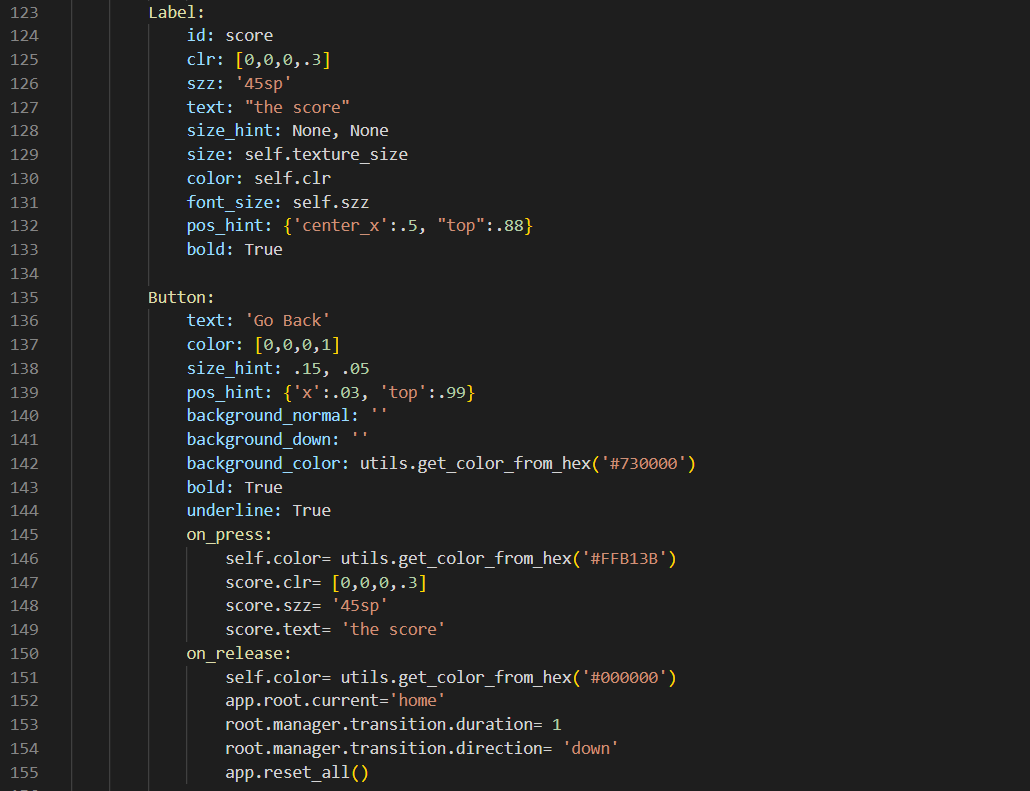 123 Label:
124 id: score
125 clr: [0,0,0,.3]
126 szz: '45sp'
127 text: "the score"
128 size_hint: None, None
129 size: self.texture_size
130 color: self.clr
131 font_size: self.szz
132 pos_hint: {'center_x':.5, "top":.88}
133 bold: True
134
135 Button:
136 text: 'Go Back'
137 color: [0,0,0,1]
138 size_hint: .15, .05
139 pos_hint: {'x':.03, 'top':.99}
140 background_normal: ''
141 background_down: ''
142 background_color: utils.get_color_from_hex('#730000')
143 bold: True
144 underline: True
145 on_press:
146 self.color= utils.get_color_from_hex('#FFB13B')
147 score.clr= [0,0,0,.3]
148 score.szz= '45sp'
149 score.text= 'the score'
150 on_release:
151 self.color= utils.get_color_from_hex('#000000')
152 app.root.current='home'
153 root.manager.transition.duration= 1
154 root.manager.transition.direction= 'down'
155 app.reset_all()